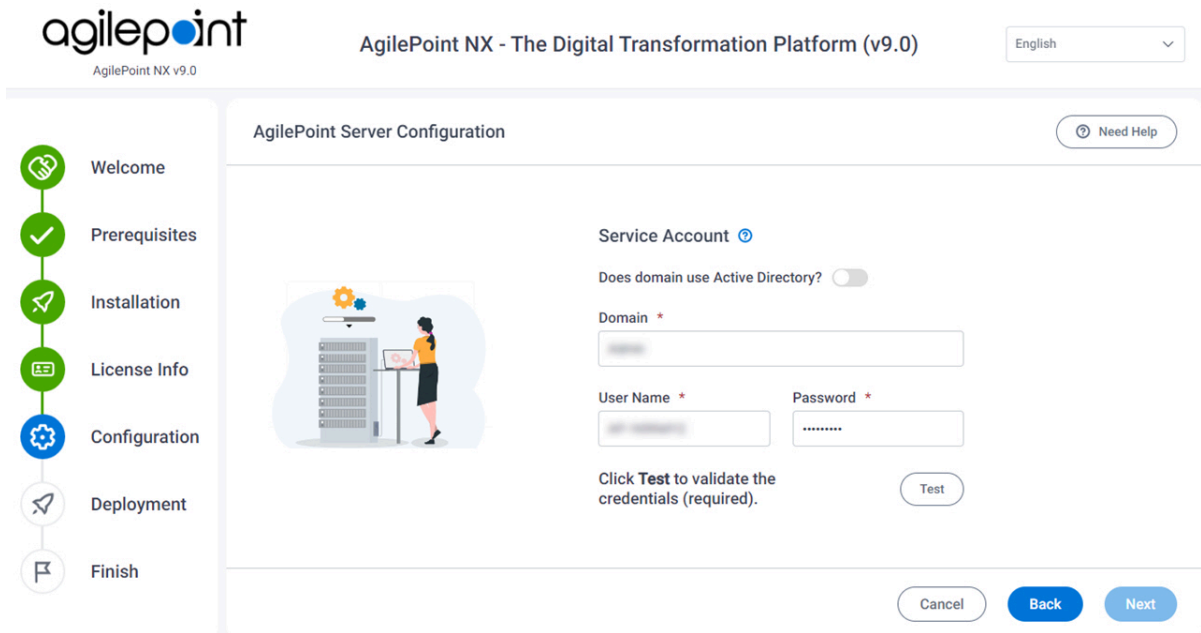 agilepoint
AgilePoint NX v9.0
AgilePoint NX - The Digital Transformation Platform (v9.0)
English
Welcome
Prerequisites
Installation
License Info
Configuration
Deployment
Finish
AgilePoint Server Configuration
Need Help
Service Account
Does domain use Active Directory?
Domain *
User Name *
Password *
•••••••••
Click Test to validate the
credentials (required).
Test
Cancel
Back
Next